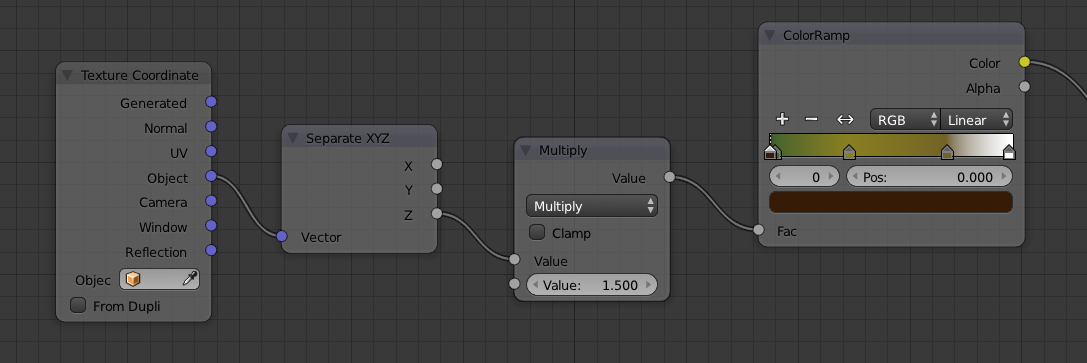 Texture Coordinate
Generated
Normal
UV
Object
Camera
Window
Reflection
Objec
From Dupli
Separate XYZ
X
Y
Z
Vector
Multiply
Value
Multiply
Clamp
Value
Value: 1.500
ColorRamp
Color
Alpha
RGB Linear
0 Pos: 0.000
Fac